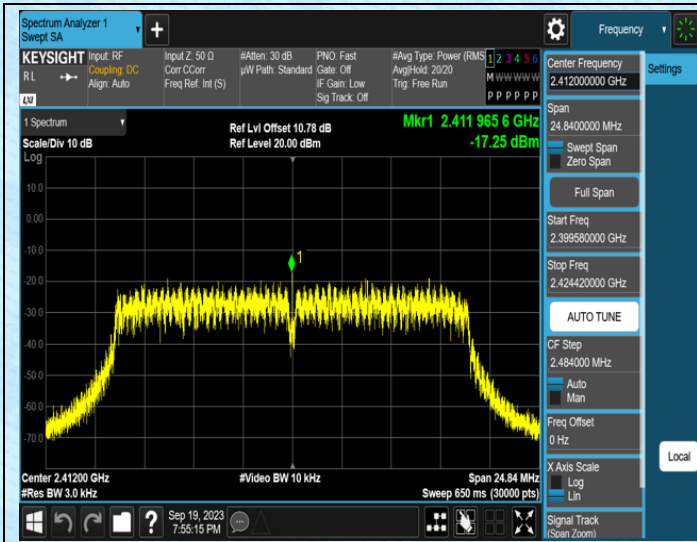 Spectrum Analyzer 1
Swept SA
Frequency
KEYSIGHT
RL
LXI
Input: RF
Coupling: DC
Align: Auto
Input Z: 50 Ω
Corr CCorr
Freq Ref: Int (S)
#Atten: 30 dB
µW Path: Standard
PNO: Fast
Gate: Off
IF Gain: Low
Sig Track: Off
#Avg Type: Power (RMS
Avg|Hold: 20/20
Trig: Free Run
1 2 3 4 5 6
M W W W W W
P P P P P P
1 Spectrum
Scale/Div 10 dB
Log
Ref Lvl Offset 10.78 dB
Ref Level 20.00 dBm
Mkr1 2.411 965 6 GHz
-17.25 dBm
10.0
0.00
-10.0
-20.0
-30.0
-40.0
-50.0
-60.0
-70.0
1
Center 2.41200 GHz
#Res BW 3.0 kHz
#Video BW 10 kHz
Span 24.84 MHz
Sweep 650 ms (30000 pts)
Sep 19, 2023
7:55:15 PM
Center Frequency
2.412000000 GHz
Span
24.8400000 MHz
Swept Span
Zero Span
Full Span
Start Freq
2.399580000 GHz
Stop Freq
2.424420000 GHz
AUTO TUNE
CF Step
2.484000 MHz
Auto
Man
Freq Offset
0 Hz
X Axis Scale
Log
Lin
Signal Track
(Span Zoom)
Settings
Local